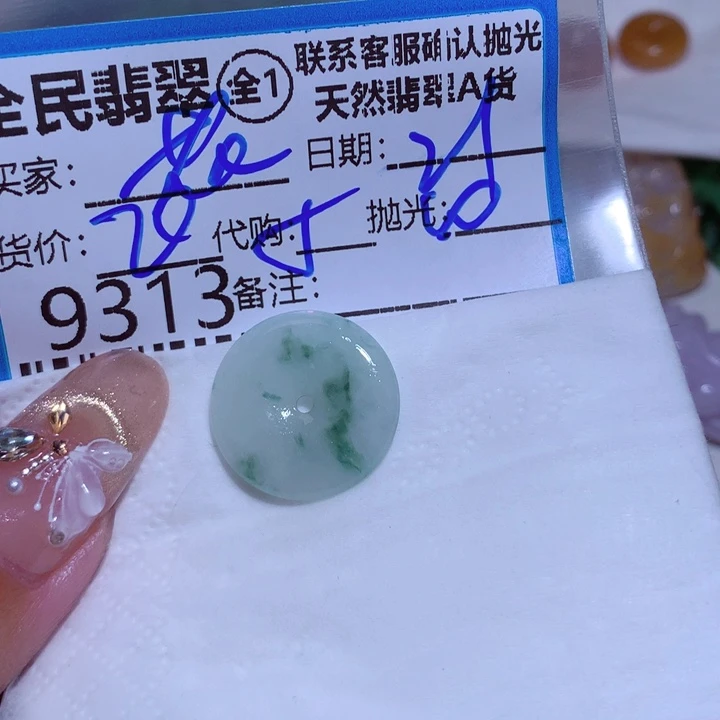 全民翡翠 全1 联系客服确认抛光
天然翡翠A货
买家： 日期：
货价： 代购： 抛光：
9313 备注：